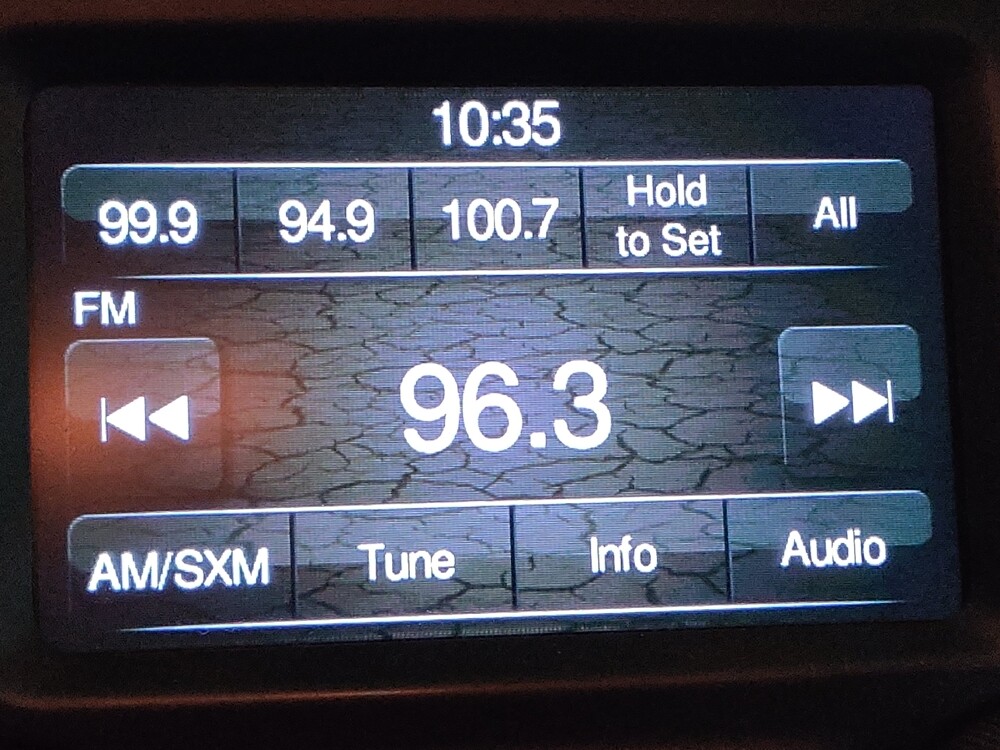 10:35
99.9 94.9 100.7 Hold to Set All
FM
96.3
AM/SXM Tune Info Audio